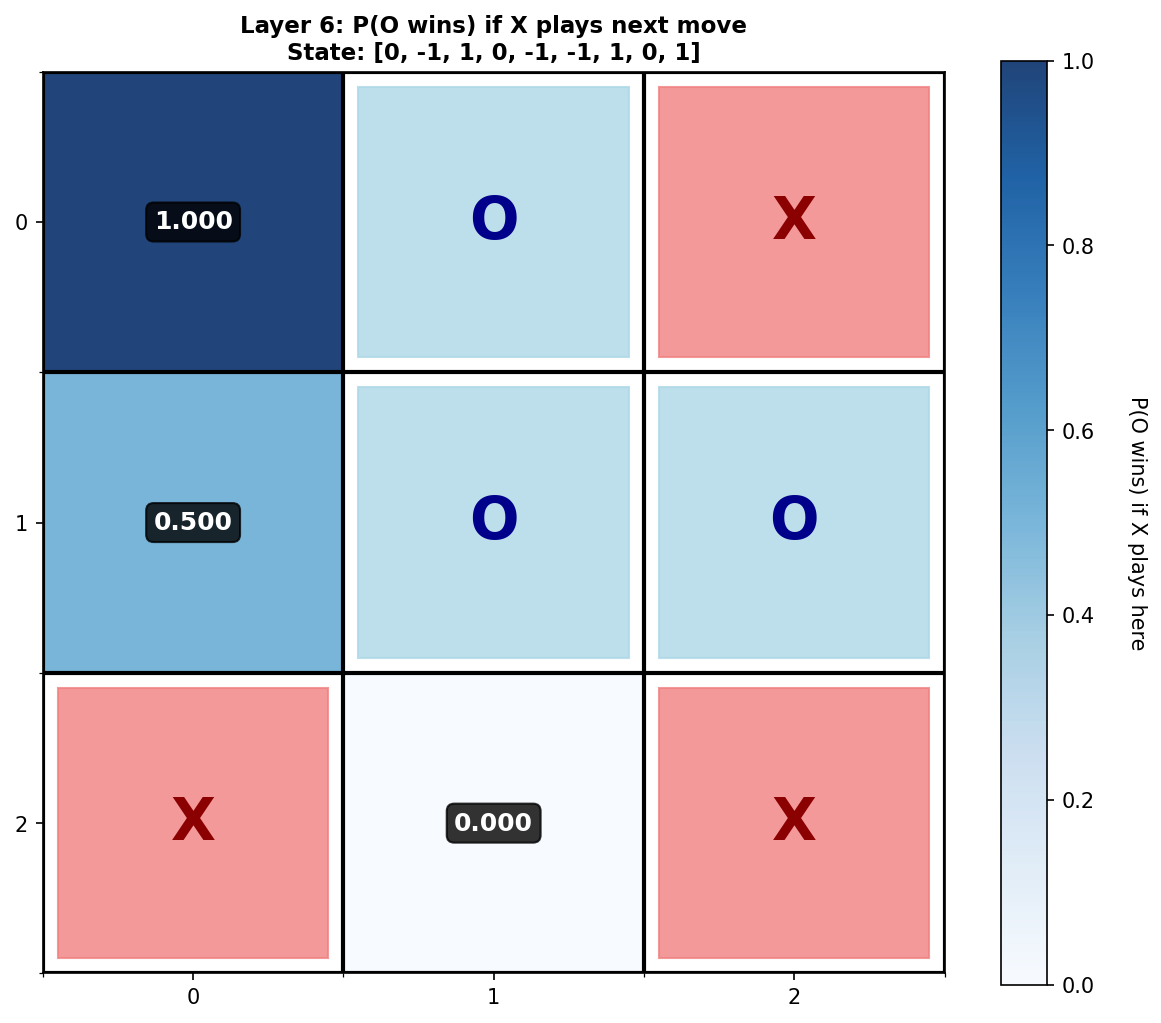 Layer 6: P(O wins) if X plays next move
State: [0, -1, 1, 0, -1, -1, 1, 0, 1]
0
1.000
O
X
1
0.500
O
O
2
X
0.000
X
0
1
2
1.0
0.8
0.6
0.4
0.2
0.0
P(O wins) if X plays here